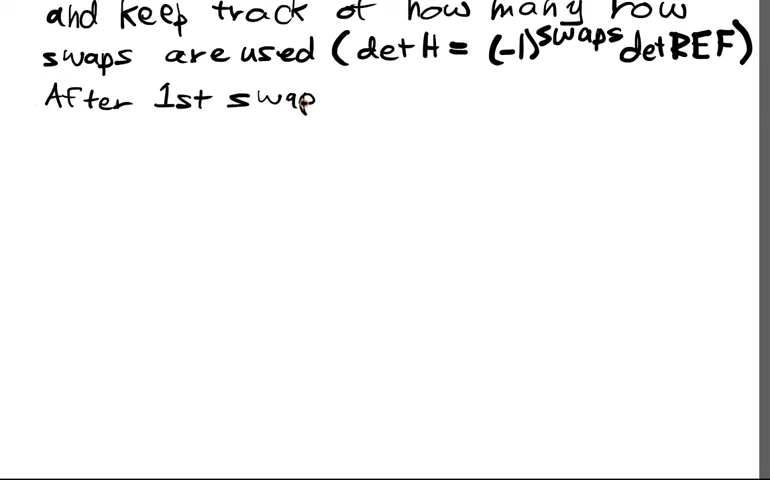 and keep track of how many row
swaps are used (det H = (-1)^swaps det REF)
After 1st swap